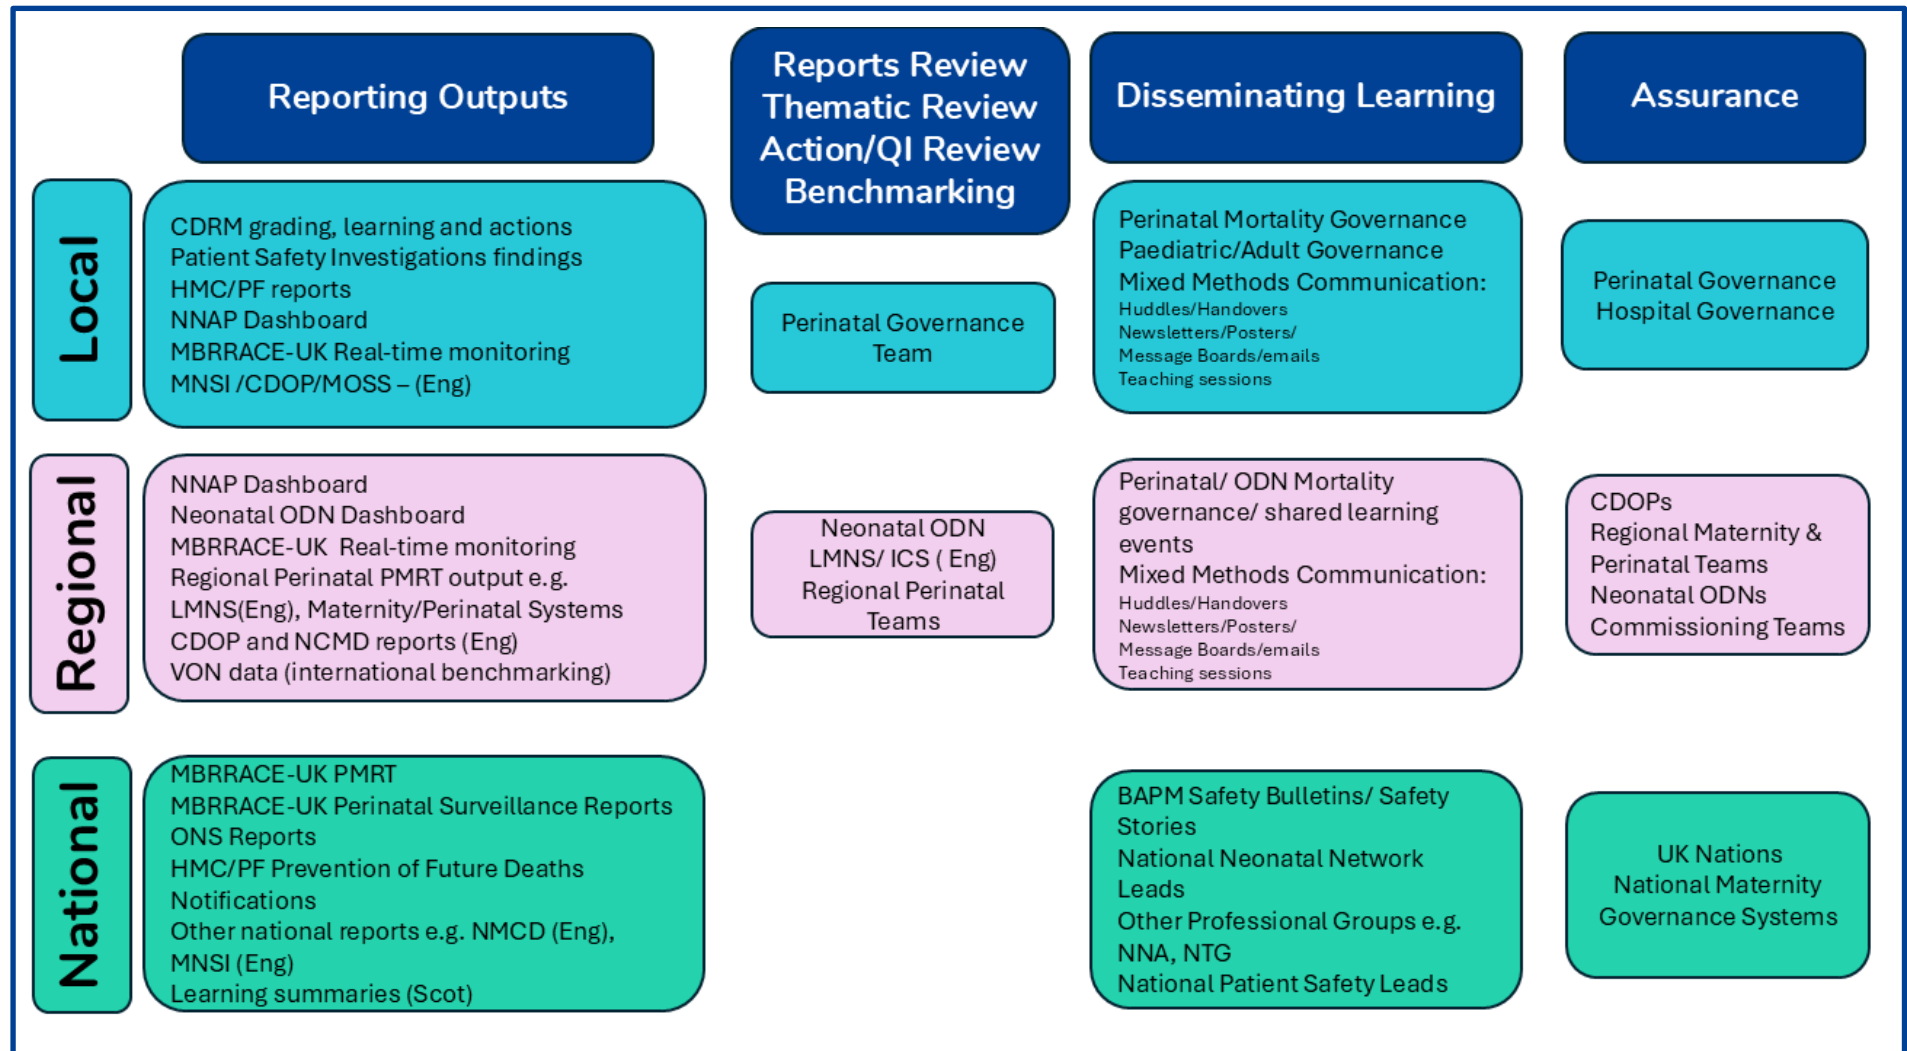 Reporting Outputs
Reports Review
Thematic Review
Action/QI Review
Benchmarking
Disseminating Learning
Assurance
Local
CDRM grading, learning and actions
Patient Safety Investigations findings
HMC/PF reports
NNAP Dashboard
MBRRACE-UK Real-time monitoring
MNSI /CDOP/MOSS – (Eng)
Perinatal Governance
Team
Perinatal Mortality Governance
Paediatric/Adult Governance
Mixed Methods Communication:
Huddles/Handovers
Newsletters/Posters/
Message Boards/emails
Teaching sessions
Perinatal Governance
Hospital Governance
Regional
NNAP Dashboard
Neonatal ODN Dashboard
MBRRACE-UK  Real-time monitoring
Regional Perinatal PMRT output e.g.
LMNS(Eng), Maternity/Perinatal Systems
CDOP and NCMD reports (Eng)
VON data (international benchmarking)
Neonatal ODN
LMNS/ ICS ( Eng)
Regional Perinatal
Teams
Perinatal/ ODN Mortality
governance/ shared learning
events
Mixed Methods Communication:
Huddles/Handovers
Newsletters/Posters/
Message Boards/emails
Teaching sessions
CDOPs
Regional Maternity &
Perinatal Teams
Neonatal ODNs
Commissioning Teams
National
MBRRACE-UK PMRT
MBRRACE-UK Perinatal Surveillance Reports
ONS Reports
HMC/PF Prevention of Future Deaths
Notifications
Other national reports e.g. NMCD (Eng),
MNSI (Eng)
Learning summaries (Scot)
BAPM Safety Bulletins/ Safety
Stories
National Neonatal Network
Leads
Other Professional Groups e.g.
NNA, NTG
National Patient Safety Leads
UK Nations
National Maternity
Governance Systems